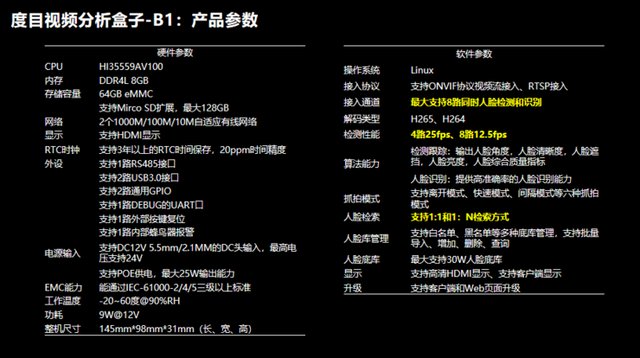 度目视频分析盒子-B1：产品参数
硬件参数
CPU HI35559AV100
内存 DDR4L 8GB
存储容量 64GB eMMC
支持Mirco SD扩展，最大128GB
网络 2个1000M/100M/10M自适应有线网络
显示 支持HDMI显示
RTC时钟 支持3年以上的RTC时间保存，20ppm时间精度
外设 支持1路RS485接口
支持2路USB3.0接口
支持2路通用GPIO
支持1路DEBUG的UART口
支持1路外部按键复位
支持1路内部蜂鸟器报警
电源输入 支持DC12V 5.5mm/2.1MM的DC头输入，最高电
压支持24V
支持POE供电，最大25W输出能力
EMC能力 能通过IEC-61000-2/4/5三级以上标准
工作温度 -20~60度@90%RH
功耗 9W@12V
整机尺寸 145mm*98mm*31mm（长、宽、高）
软件参数
操作系统 Linux
接入协议 支持ONVIF协议视频流接入、RTSP接入
接入通道 最大支持8路同时人脸检测和识别
解码类型 H265、H264
检测性能 4路25fps、8路12.5fps
算法能力 检测跟踪：输出人脸角度，人脸清晰度，人脸遮
挡，人脸亮度，人脸综合质量指标
人脸识别：提供高准确率的人脸识别能力
抓拍模式 支持离开模式、快速模式、间隔模式等六种抓拍
模式
人脸检索 支持1:1和1：N检索方式
人脸库管理 支持白名单、黑名单等多种底库管理，支持批量
导入、增加、删除、查询
人脸底库 最大支持30W人脸底库
显示 支持高清HDMI显示、支持客户端显示
升级 支持客户端和Web页面升级